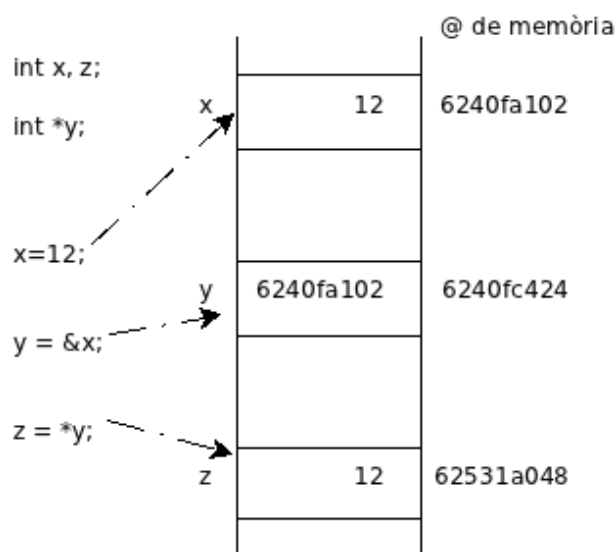 @ de memòria
int x, z;
x 12 6240fa102
int *y;
x=12;
y 6240fa102 6240fc424
y = &x;
z = *y;
z 12 62531a048